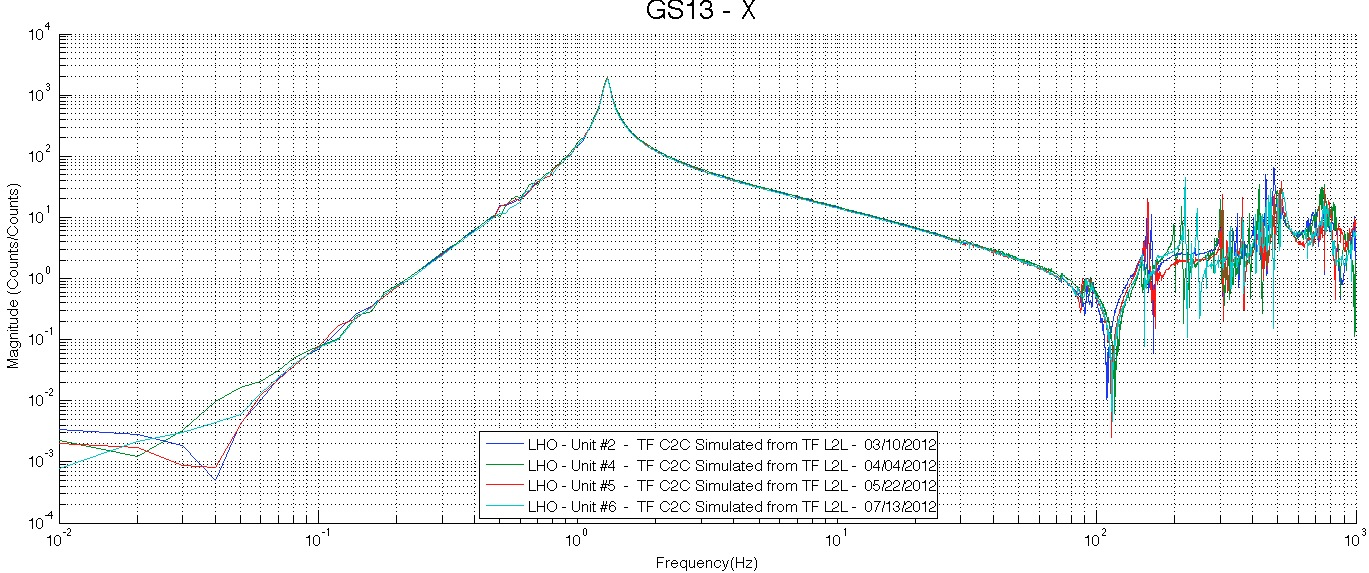 GS13 - X
Magnitude (Counts/Counts)
10^4
10^3
10^2
10^1
10^0
10^-1
10^-2
10^-3
10^-4
LHO - Unit #2 - TF C2C Simulated from TF L2L - 03/10/2012
LHO - Unit #4 - TF C2C Simulated from TF L2L - 04/04/2012
LHO - Unit #5 - TF C2C Simulated from TF L2L - 05/22/2012
LHO - Unit #6 - TF C2C Simulated from TF L2L - 07/13/2012
10^-2 10^-1 10^0 10^1 10^2 10^3
Frequency(Hz)